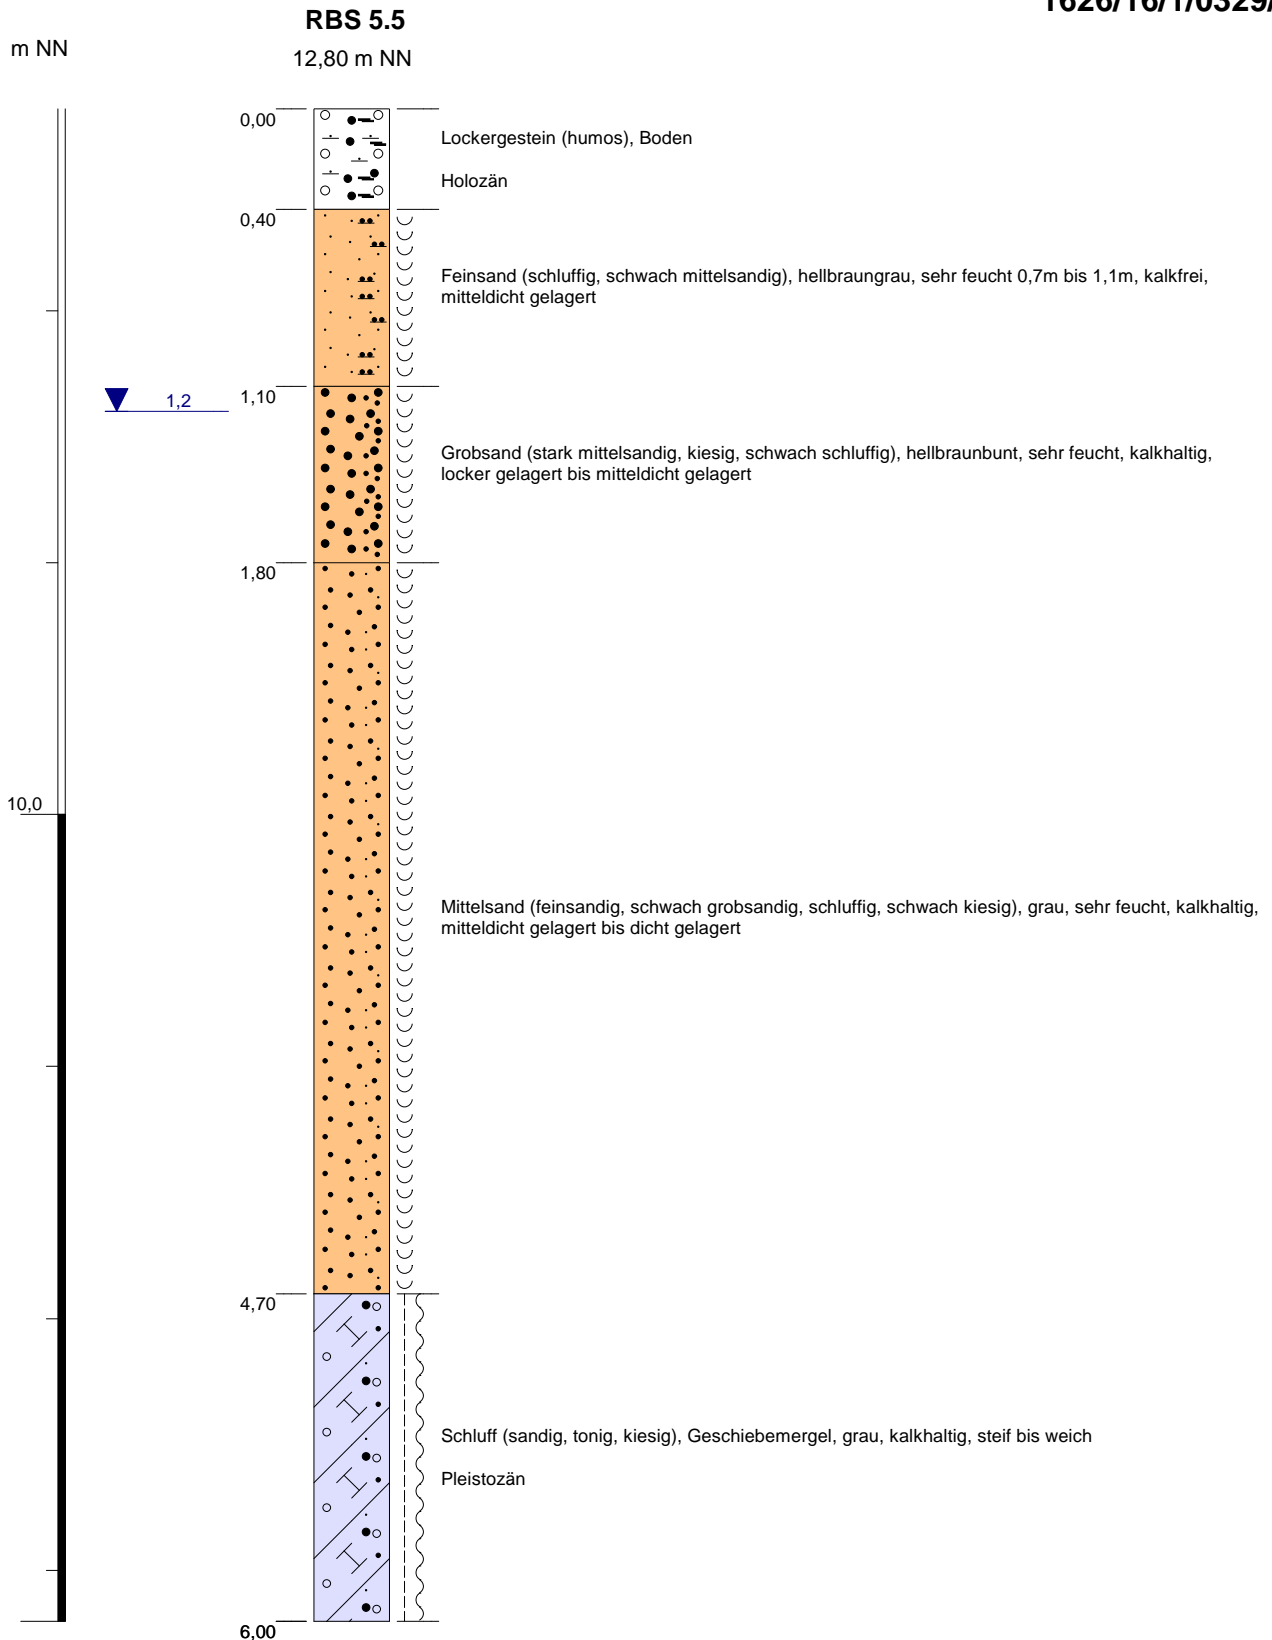 RBS 5.5
m NN
12,80 m NN
0,00
Lockergestein (humos), Boden
Holozän
0,40
Feinsand (schluffig, schwach mittelsandig), hellbraungrau, sehr feucht 0,7m bis 1,1m, kalkfrei,
mitteldicht gelagert
1,10
1,2
Grobsand (stark mittelsandig, kiesig, schwach schluffig), hellbraunbunt, sehr feucht, kalkhaltig,
locker gelagert bis mitteldicht gelagert
1,80
10,0
Mittelsand (feinsandig, schwach grobsandig, schluffig, schwach kiesig), grau, sehr feucht, kalkhaltig,
mitteldicht gelagert bis dicht gelagert
4,70
Schluff (sandig, tonig, kiesig), Geschiebemergel, grau, kalkhaltig, steif bis weich
Pleistozän
6,00